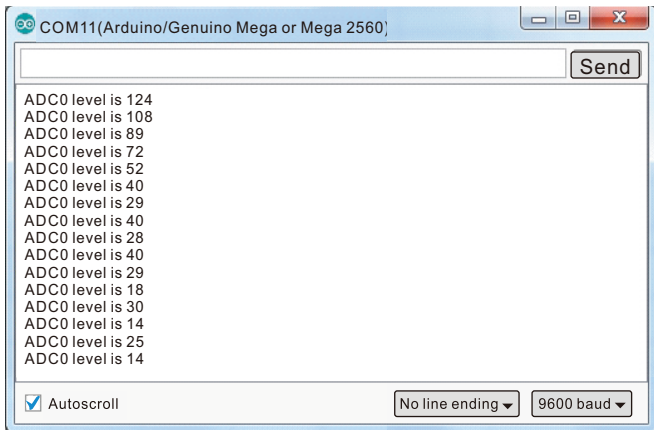 COM11(Arduino/Genuino Mega or Mega 2560)
Send
ADC0 level is 124
ADC0 level is 108
ADC0 level is 89
ADC0 level is 72
ADC0 level is 52
ADC0 level is 40
ADC0 level is 29
ADC0 level is 40
ADC0 level is 28
ADC0 level is 40
ADC0 level is 29
ADC0 level is 18
ADC0 level is 30
ADC0 level is 14
ADC0 level is 25
ADC0 level is 14
Autoscroll No line ending 9600 baud